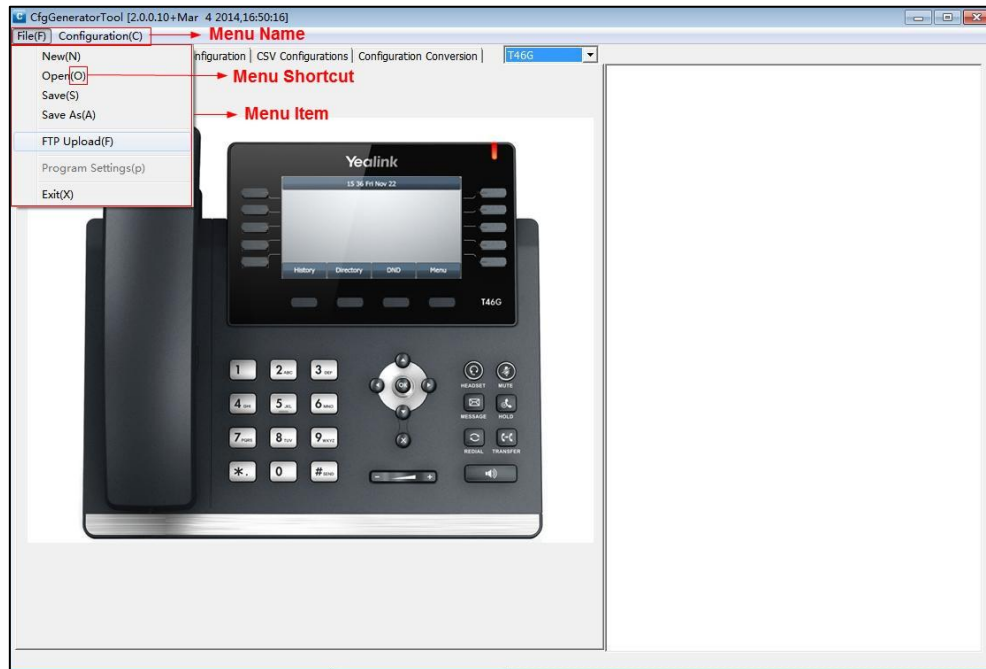 CfgGeneratorTool [2.0.0.10+Mar 4 2014,16:50:16]
File(F) Configuration(C) Menu Name
nfiguration | CSV Configurations | Configuration Conversion | T46G
New(N)
Open(O) Menu Shortcut
Save(S)
Save As(A) Menu Item
FTP Upload(F)
Program Settings(p)
Exit(X)
Yealink
15 36 Fri Nov 22
History Directory DND Menu
T46G
1 2 ABC 3 DEF
HEADSET MUTE
4 GHI 5 JKL 6 MNO
OK
MESSAGE HOLD
7 PQRS 8 TUV 9 WXYZ
X
REDIAL TRANSFER
*. 0 # SEND
- +